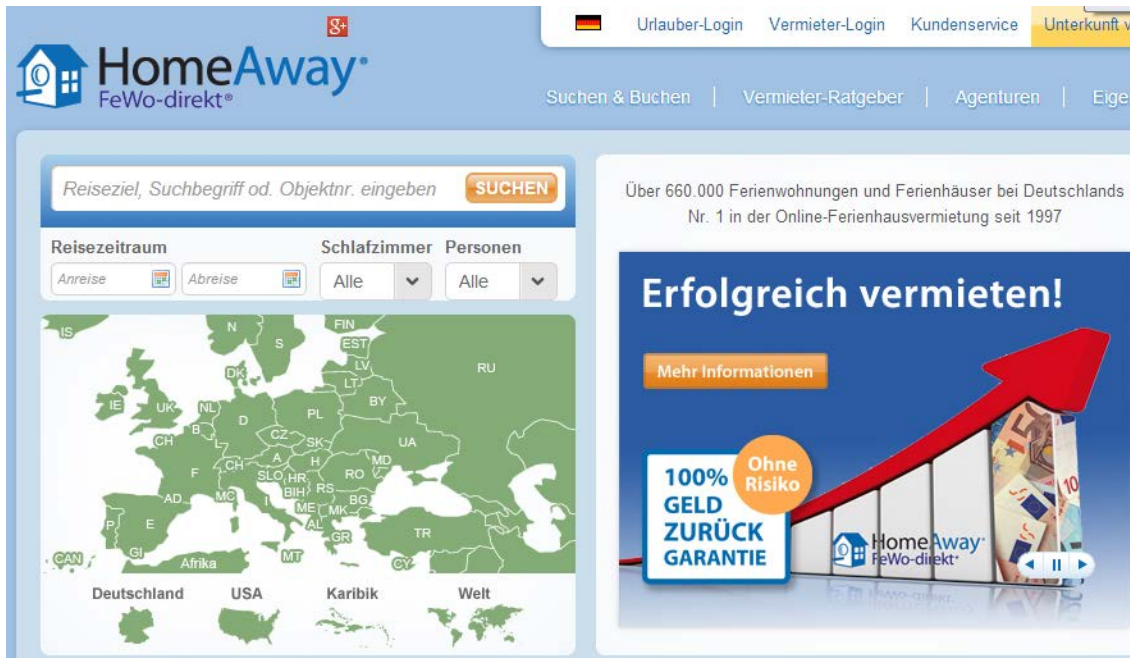 g+
Urlauber-Login Vermieter-Login Kundenservice Unterkunft
HomeAway®
FeWo-direkt®
Suchen & Buchen | Vermieter-Ratgeber | Agenturen |
Reiseziel, Suchbegriff od. Objektnr. eingeben SUCHEN
Reisezeitraum Schlafzimmer Personen
Anreise Abreise Alle Alle
IS N S FIN EST LV LT RU
DK IE UK NL B L D PL BY
CH CZ SK UA
F CH A H SLO HR RO MD
AD MC I BIH RS BG
ME MK AL
P E GI GR TR
CAN Afrika MT CY
Deutschland USA Karibik Welt
Über 660.000 Ferienwohnungen und Ferienhäuser bei Deutschlands
Nr. 1 in der Online-Ferienhausvermietung seit 1997
Erfolgreich vermieten!
Mehr Informationen
Ohne
Risiko
100%
GELD
ZURÜCK
GARANTIE
HomeAway
FeWo-direkt
50
10